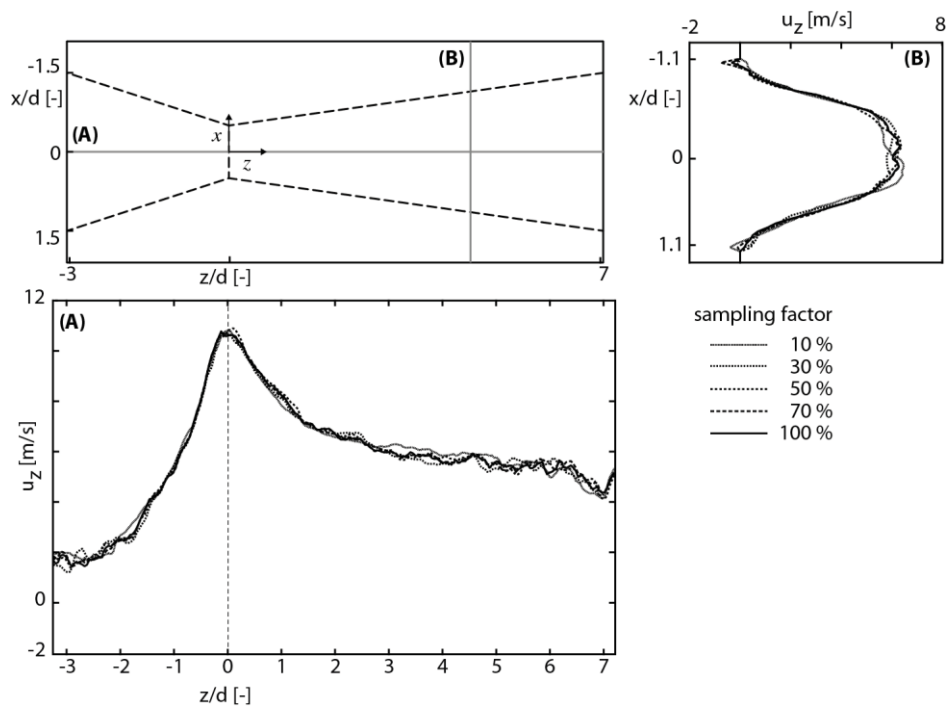 -1.5
x/d [-]
(A)
0
1.5
-3
z/d [-]
7
(B)
x
z
-2
u_z [m/s]
8
-1.1
x/d [-]
0
1.1
(B)
sampling factor
10 %
30 %
50 %
70 %
100 %
12
(A)
u_z [m/s]
0
-2
-3 -2 -1 0 1 2 3 4 5 6 7
z/d [-]